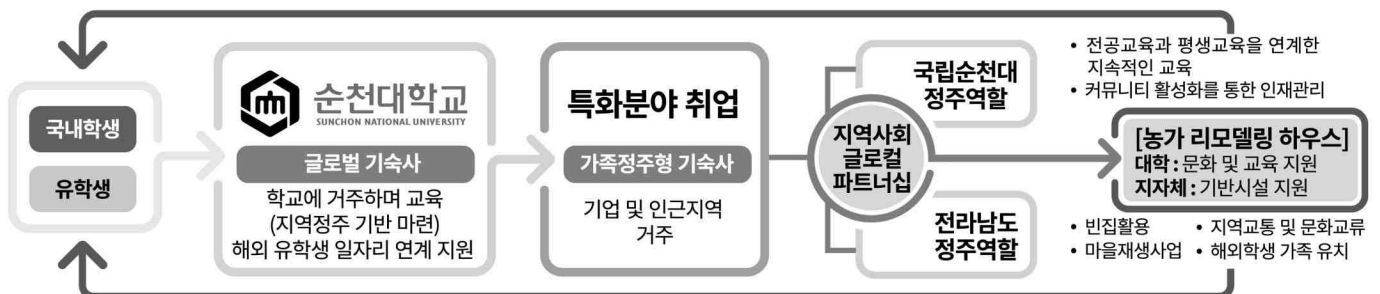 국내학생
유학생
순천대학교
SUNCHON NATIONAL UNIVERSITY
글로벌 기숙사
학교에 거주하며 교육
(지역정주 기반 마련)
해외 유학생 일자리 연계 지원
특화분야 취업
가족정주형 기숙사
기업 및 인근지역
거주
지역사회
글로컬
파트너십
국립순천대
정주역할
전라남도
정주역할
• 전공교육과 평생교육을 연계한
지속적인 교육
• 커뮤니티 활성화를 통한 인재관리
[농가 리모델링 하우스]
대학 : 문화 및 교육 지원
지자체 : 기반시설 지원
• 빈집활용 • 지역교통 및 문화교류
• 마을재생사업 • 해외학생 가족 유치